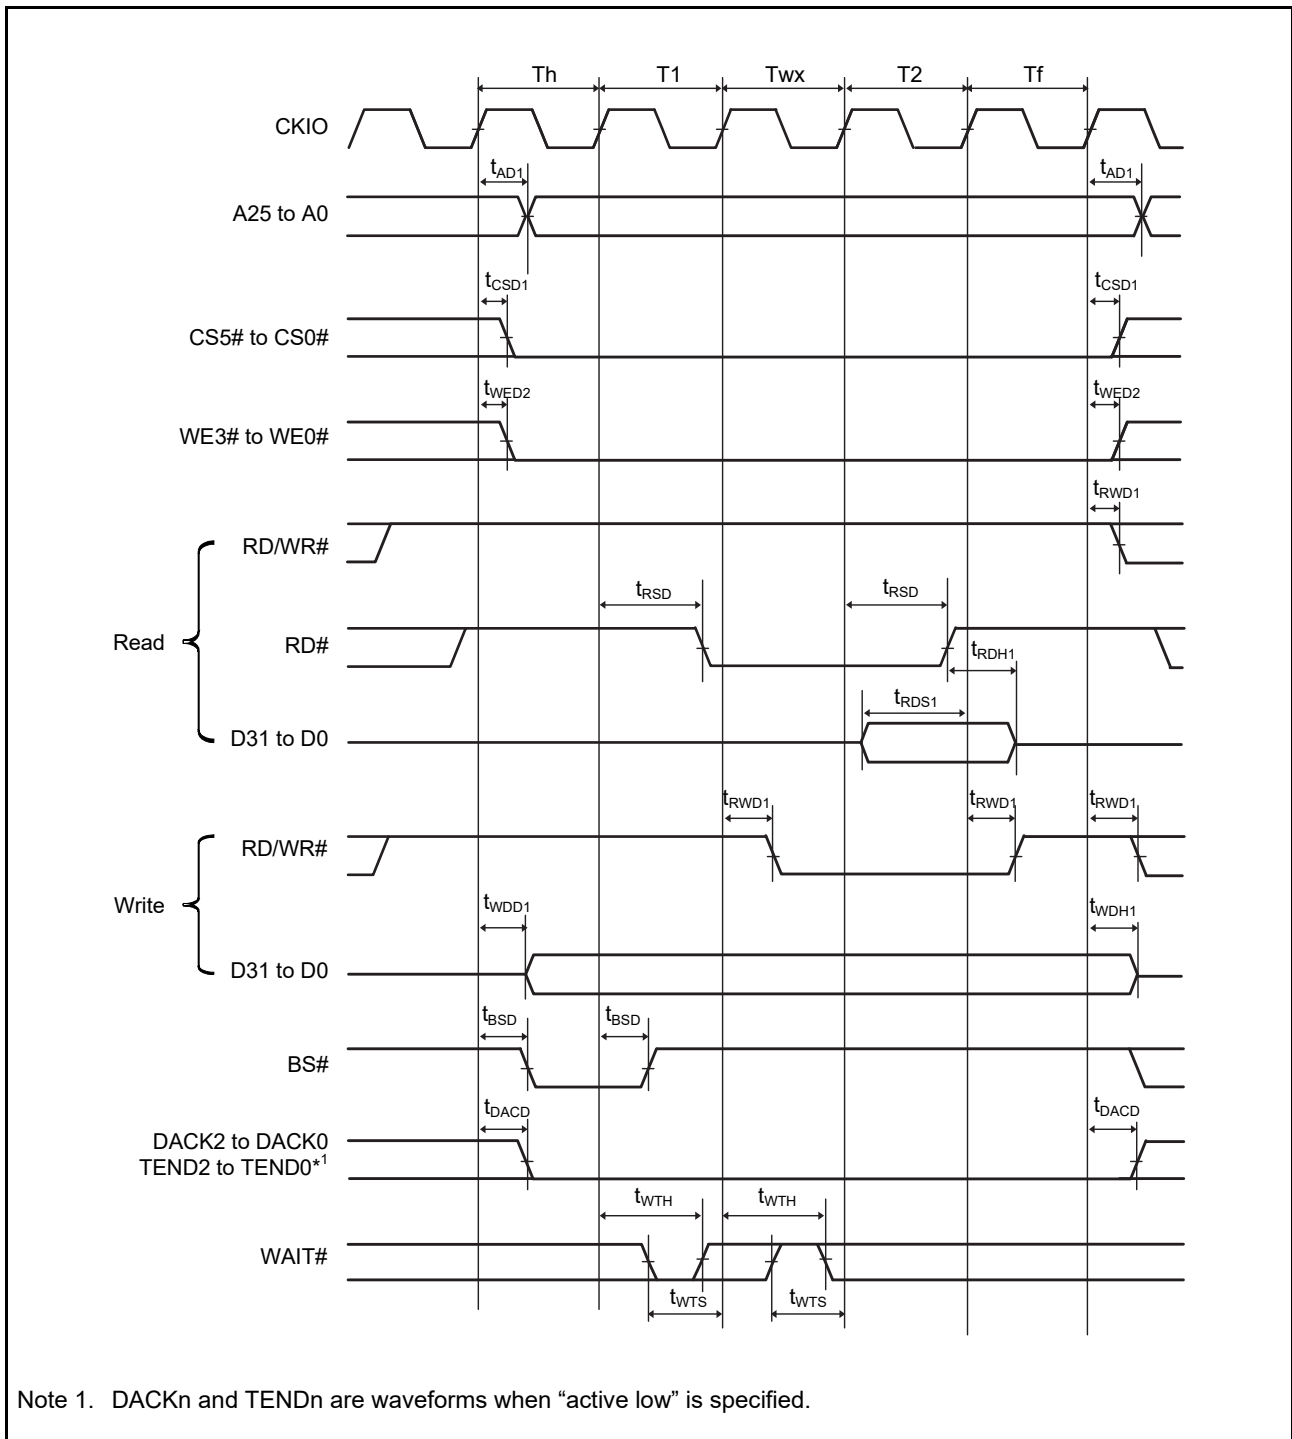 Th T1 Twx T2 Tf
CKIO
tAD1 tAD1
A25 to A0
tCSD1 tCSD1
CS5# to CS0#
tWED2 tWED2
WE3# to WE0#
tRWD1
RD/WR#
tRSD tRSD
Read
RD#
tRDH1
tRDS1
D31 to D0
tRWD1 tRWD1 tRWD1
RD/WR#
Write
tWDD1 tWDH1
D31 to D0
tBSD tBSD
BS#
tDACD tDACD
DACK2 to DACK0
TEND2 to TEND0*1
tWTH tWTH
WAIT#
tWTS tWTS
Note 1. DACKn and TENDn are waveforms when “active low” is specified.